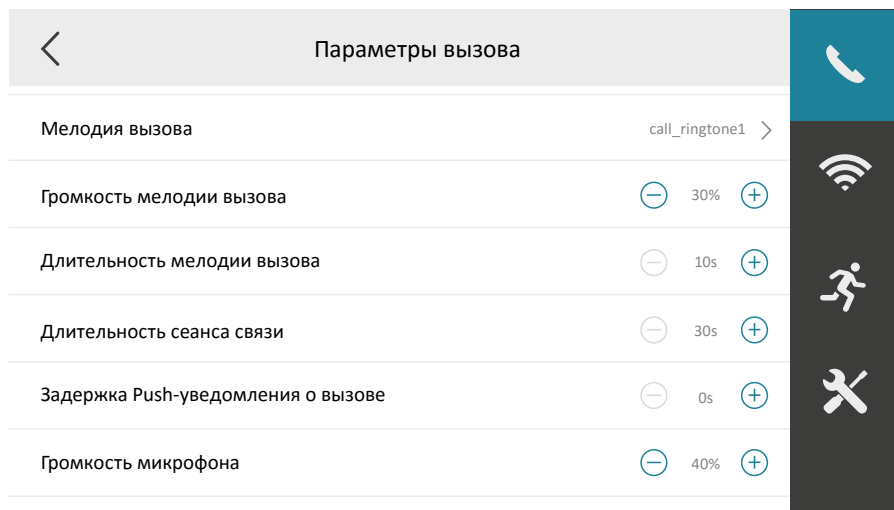 Параметры вызова
Мелодия вызова call_ringtone1
Громкость мелодии вызова 30%
Длительность мелодии вызова 10s
Длительность сеанса связи 30s
Задержка Push-уведомления о вызове 0s
Громкость микрофона 40%